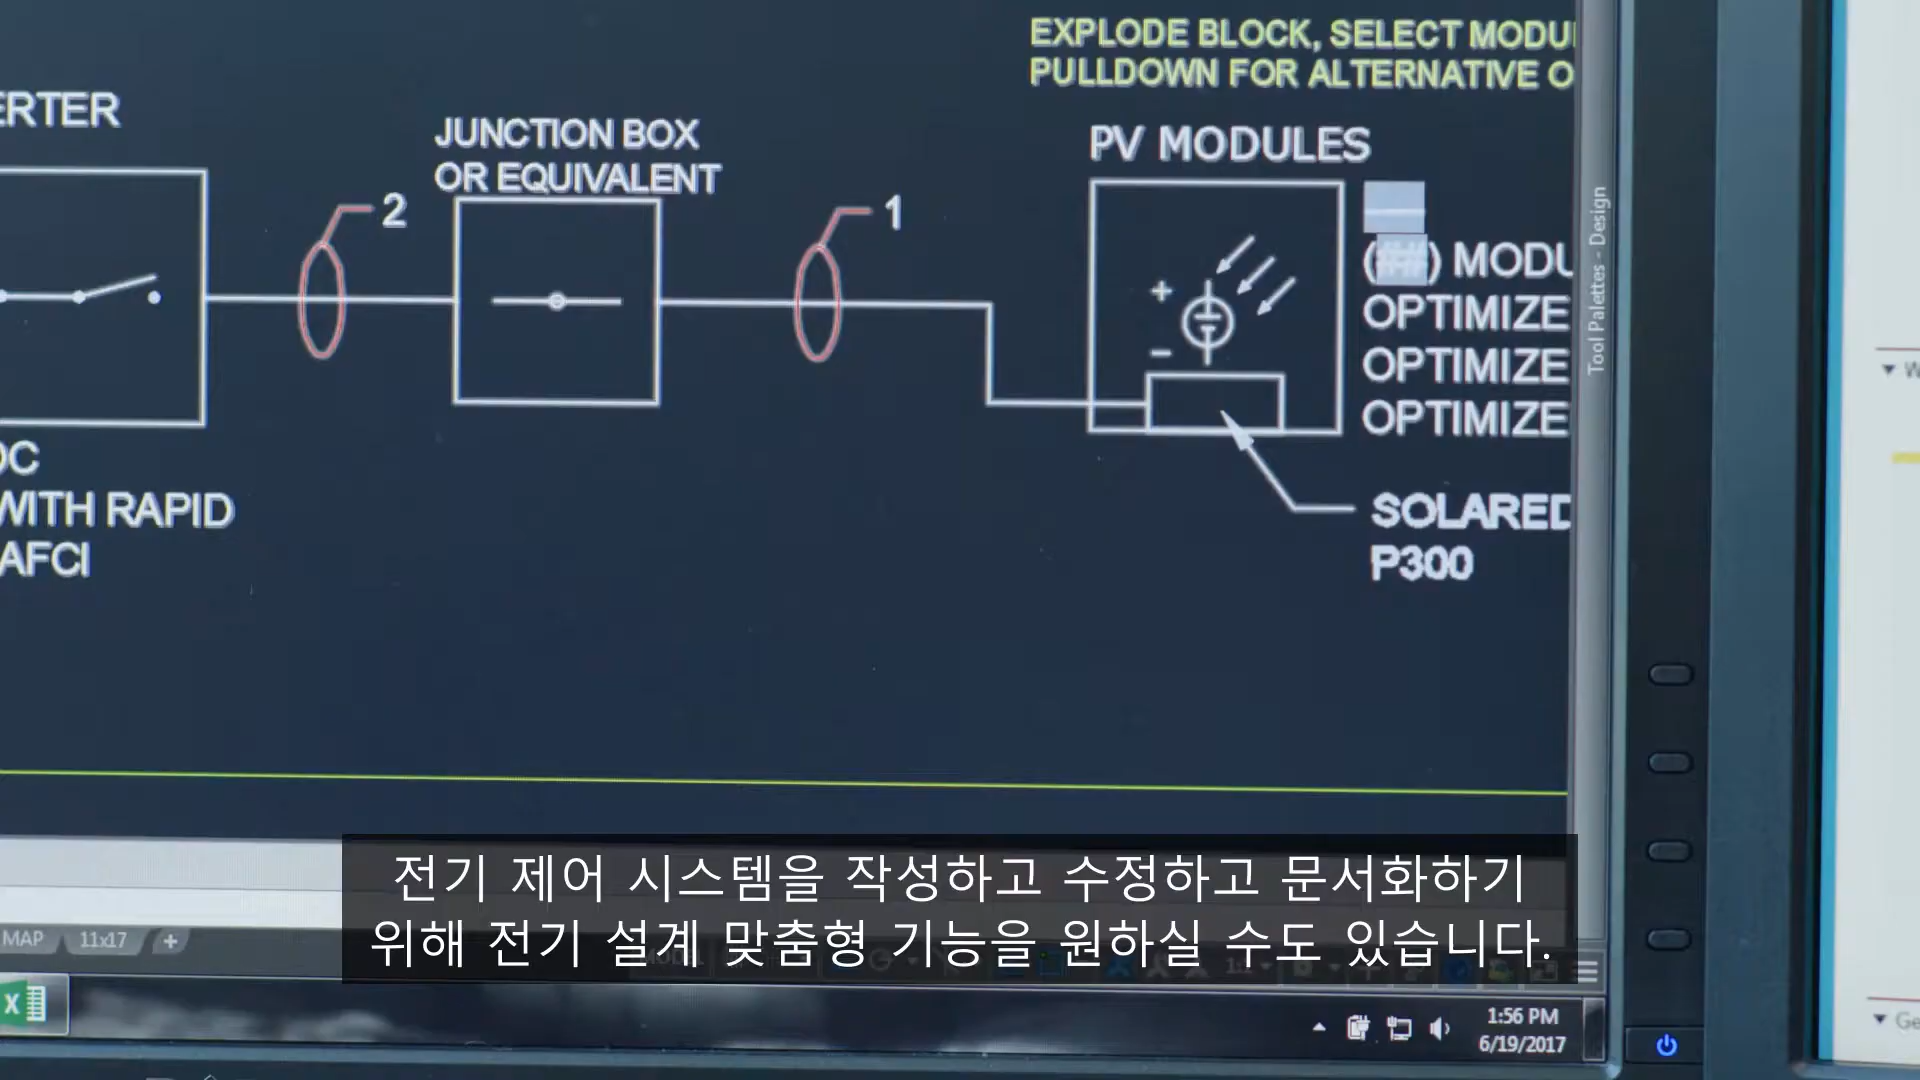 EXPLODE BLOCK, SELECT MODU
PULLDOWN FOR ALTERNATIVE O
ERTER
JUNCTION BOX
OR EQUIVALENT
PV MODULES
2
1
(##) MODU
OPTIMIZE
OPTIMIZE
OPTIMIZE
+
-
DC
WITH RAPID
AFCI
SOLARED
P300
Tool Palettes - Design
전기 제어 시스템을 작성하고 수정하고 문서화하기
위해 전기 설계 맞춤형 기능을 원하실 수도 있습니다.
MAP
11x17
+
1:56 PM
6/19/2017